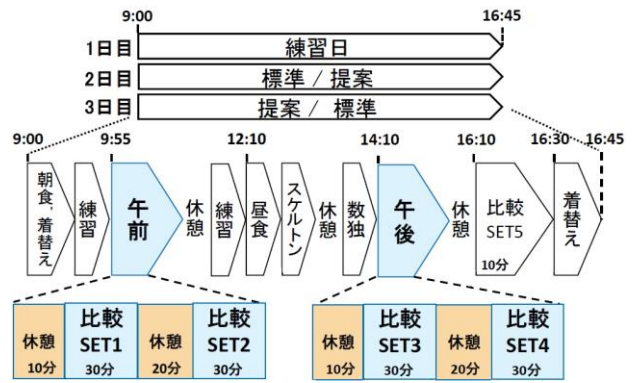 9:00 16:45
1日目 練習日
2日目 標準 / 提案
3日目 提案 / 標準
9:00 9:55 12:10 14:10 16:10 16:30 16:45
朝食,着替え
練習
午前
休憩
練習
昼食
スケルトン
休憩
数独
午後
休憩
比較
SET5
10分
着替え
休憩
10分
比較
SET1
30分
休憩
20分
比較
SET2
30分
休憩
10分
比較
SET3
30分
休憩
20分
比較
SET4
30分